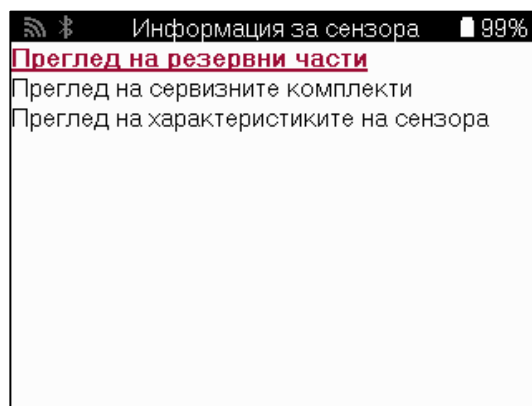 Информация за сензора 99%
Преглед на резервни части
Преглед на сервизните комплекти
Преглед на характеристиките на сензора